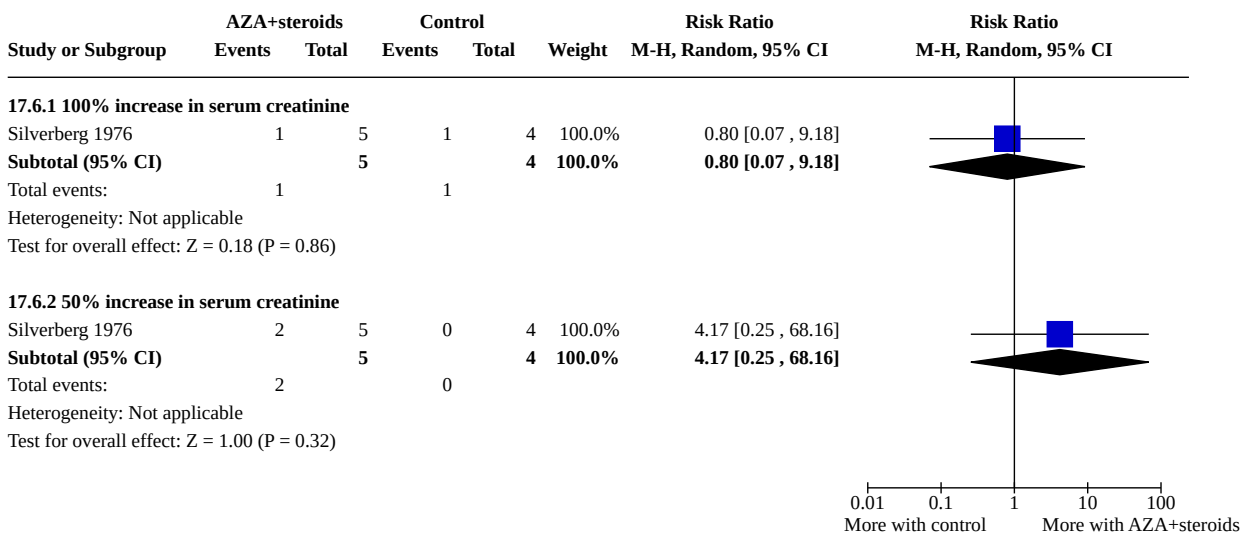 AZA+steroids Control Risk Ratio Risk Ratio
Study or Subgroup Events Total Events Total Weight M-H, Random, 95% CI M-H, Random, 95% CI
17.6.1 100% increase in serum creatinine
Silverberg 1976 1 5 1 4 100.0% 0.80 [0.07 , 9.18]
Subtotal (95% CI) 5 4 100.0% 0.80 [0.07 , 9.18]
Total events: 1 1
Heterogeneity: Not applicable
Test for overall effect: Z = 0.18 (P = 0.86)
17.6.2 50% increase in serum creatinine
Silverberg 1976 2 5 0 4 100.0% 4.17 [0.25 , 68.16]
Subtotal (95% CI) 5 4 100.0% 4.17 [0.25 , 68.16]
Total events: 2 0
Heterogeneity: Not applicable
Test for overall effect: Z = 1.00 (P = 0.32)
0.01 0.1 1 10 100
More with control More with AZA+steroids